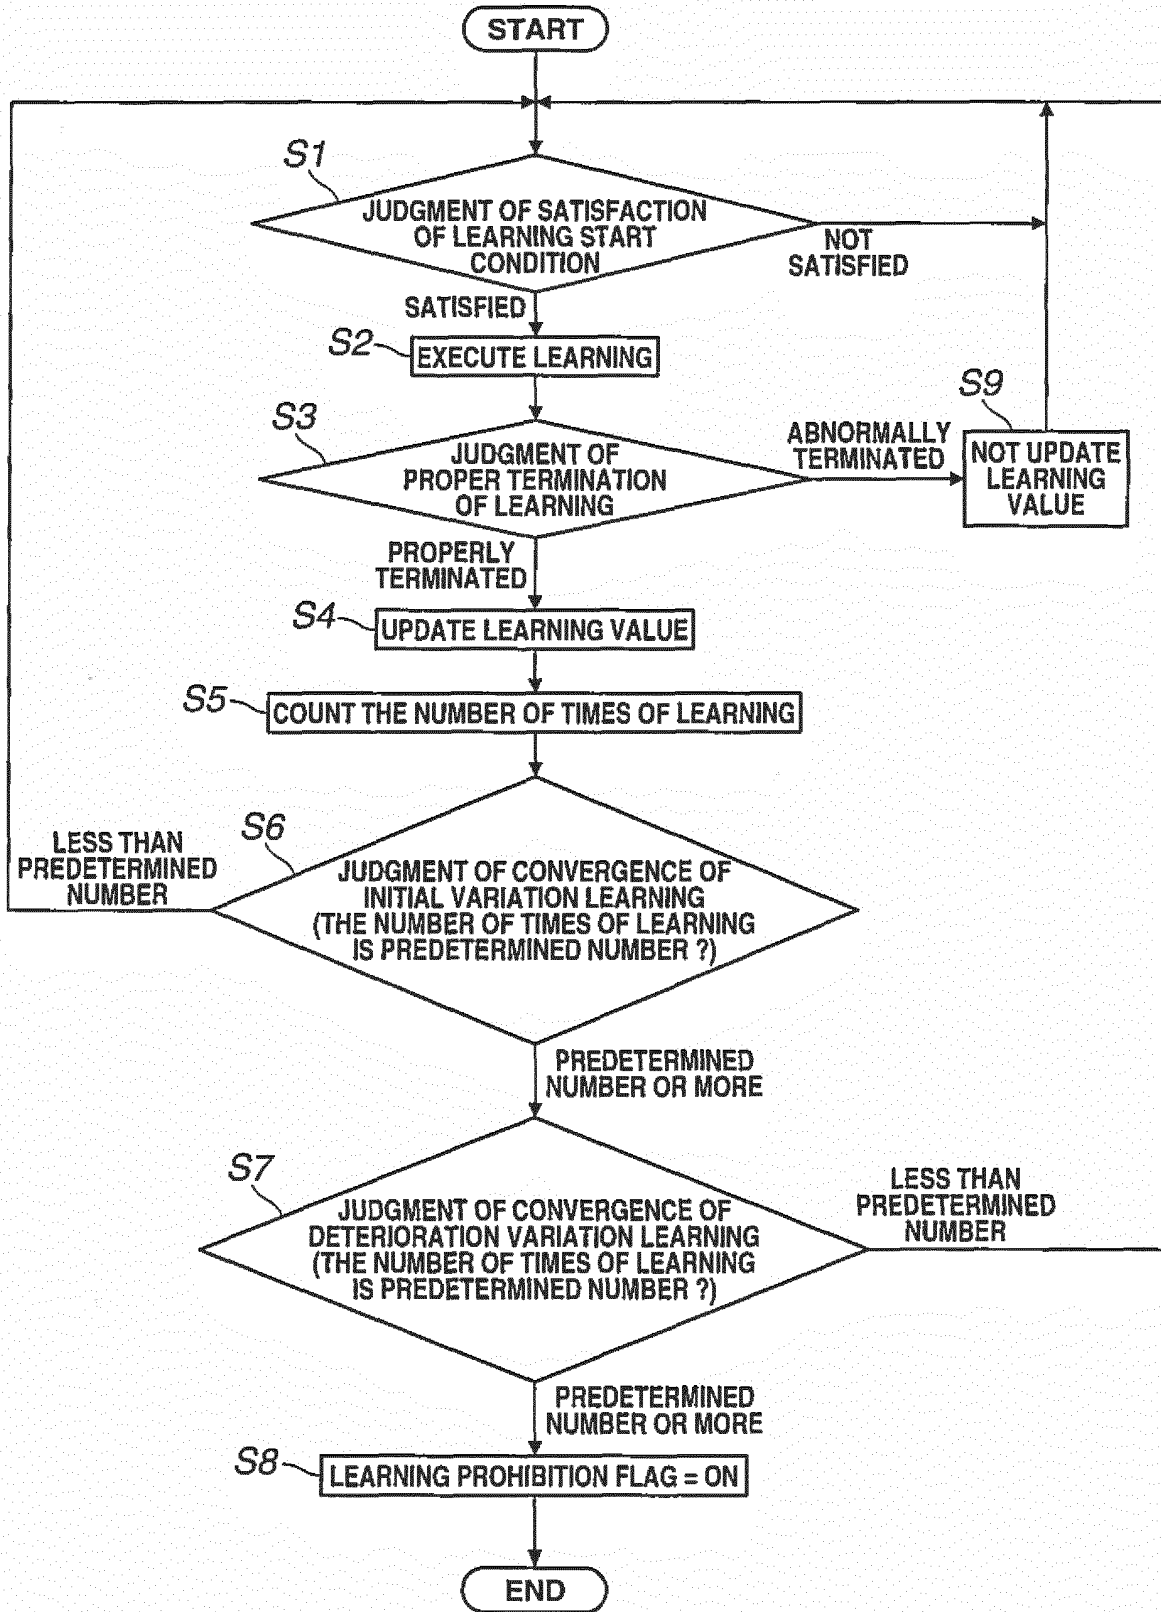 START
S1
JUDGMENT OF SATISFACTION
OF LEARNING START
CONDITION
NOT
SATISFIED
SATISFIED
S2
EXECUTE LEARNING
S3
JUDGMENT OF
PROPER TERMINATION
OF LEARNING
ABNORMALLY
TERMINATED
S9
NOT UPDATE
LEARNING
VALUE
PROPERLY
TERMINATED
S4
UPDATE LEARNING VALUE
S5
COUNT THE NUMBER OF TIMES OF LEARNING
S6
LESS THAN
PREDETERMINED
NUMBER
JUDGMENT OF CONVERGENCE OF
INITIAL VARIATION LEARNING
(THE NUMBER OF TIMES OF LEARNING
IS PREDETERMINED NUMBER ?)
PREDETERMINED
NUMBER OR MORE
S7
JUDGMENT OF CONVERGENCE OF
DETERIORATION VARIATION LEARNING
(THE NUMBER OF TIMES OF LEARNING
IS PREDETERMINED NUMBER ?)
LESS THAN
PREDETERMINED
NUMBER
PREDETERMINED
NUMBER OR MORE
S8
LEARNING PROHIBITION FLAG = ON
END